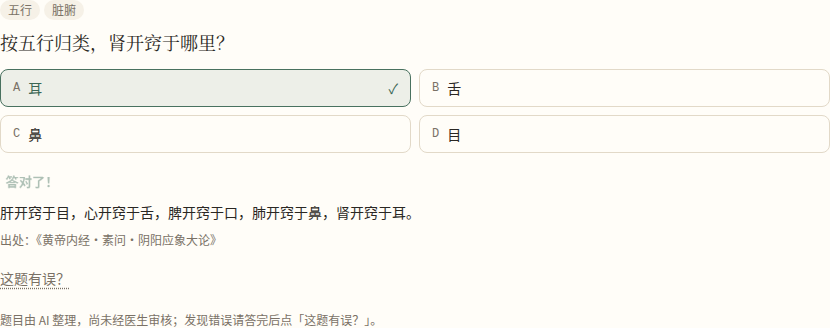 五行 脏腑
按五行归类，肾开窍于哪里？
A 耳 ✓ B 舌
C 鼻 D 目
答对了！
肝开窍于目，心开窍于舌，脾开窍于口，肺开窍于鼻，肾开窍于耳。
出处：《黄帝内经·素问·阴阳应象大论》
这题有误？
题目由 AI 整理，尚未经医生审核；发现错误请答完后点「这题有误？」。